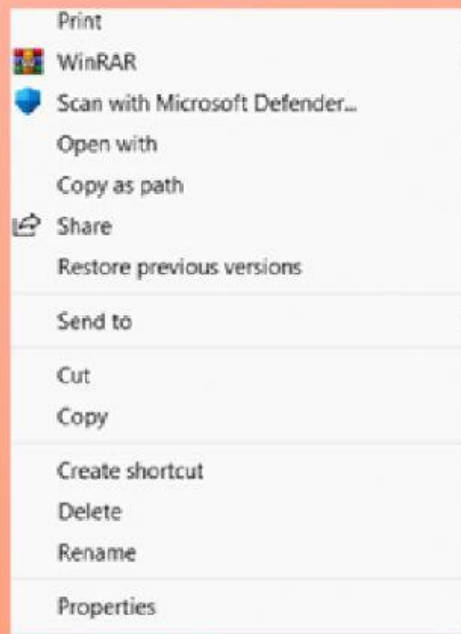 Print
WinRAR
Scan with Microsoft Defender...
Open with
Copy as path
Share
Restore previous versions
Send to
Cut
Copy
Create shortcut
Delete
Rename
Properties